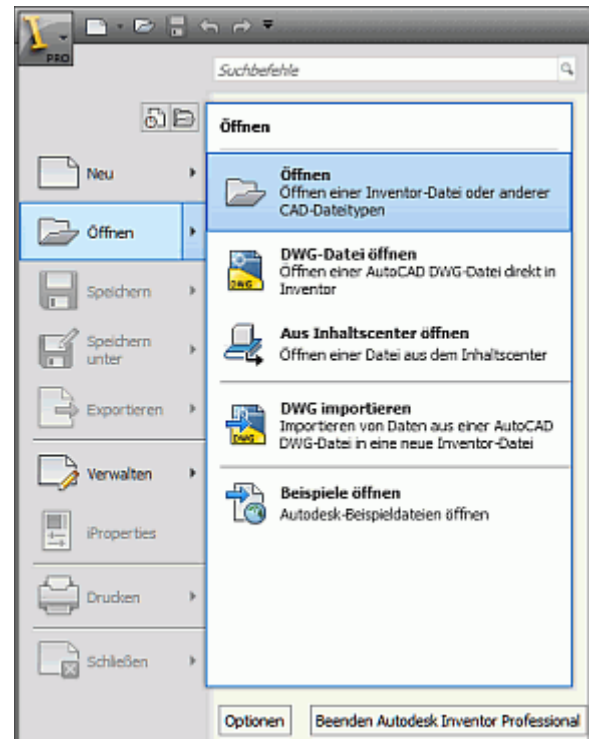 PRO
Suchbefehle
Öffnen
Neu
Öffnen
Speichern
Speichern
unter
Exportieren
Verwalten
iProperties
Drucken
Schließen
Öffnen
Öffnen einer Inventor-Datei oder anderer
CAD-Dateitypen
DWG-Datei öffnen
Öffnen einer AutoCAD DWG-Datei direkt in
Inventor
DWG
Aus Inhaltscenter öffnen
Öffnen einer Datei aus dem Inhaltscenter
DWG importieren
Importieren von Daten aus einer AutoCAD
DWG-Datei in eine neue Inventor-Datei
DWG
Beispiele öffnen
Autodesk-Beispieldateien öffnen
Optionen
Beenden Autodesk Inventor Professional